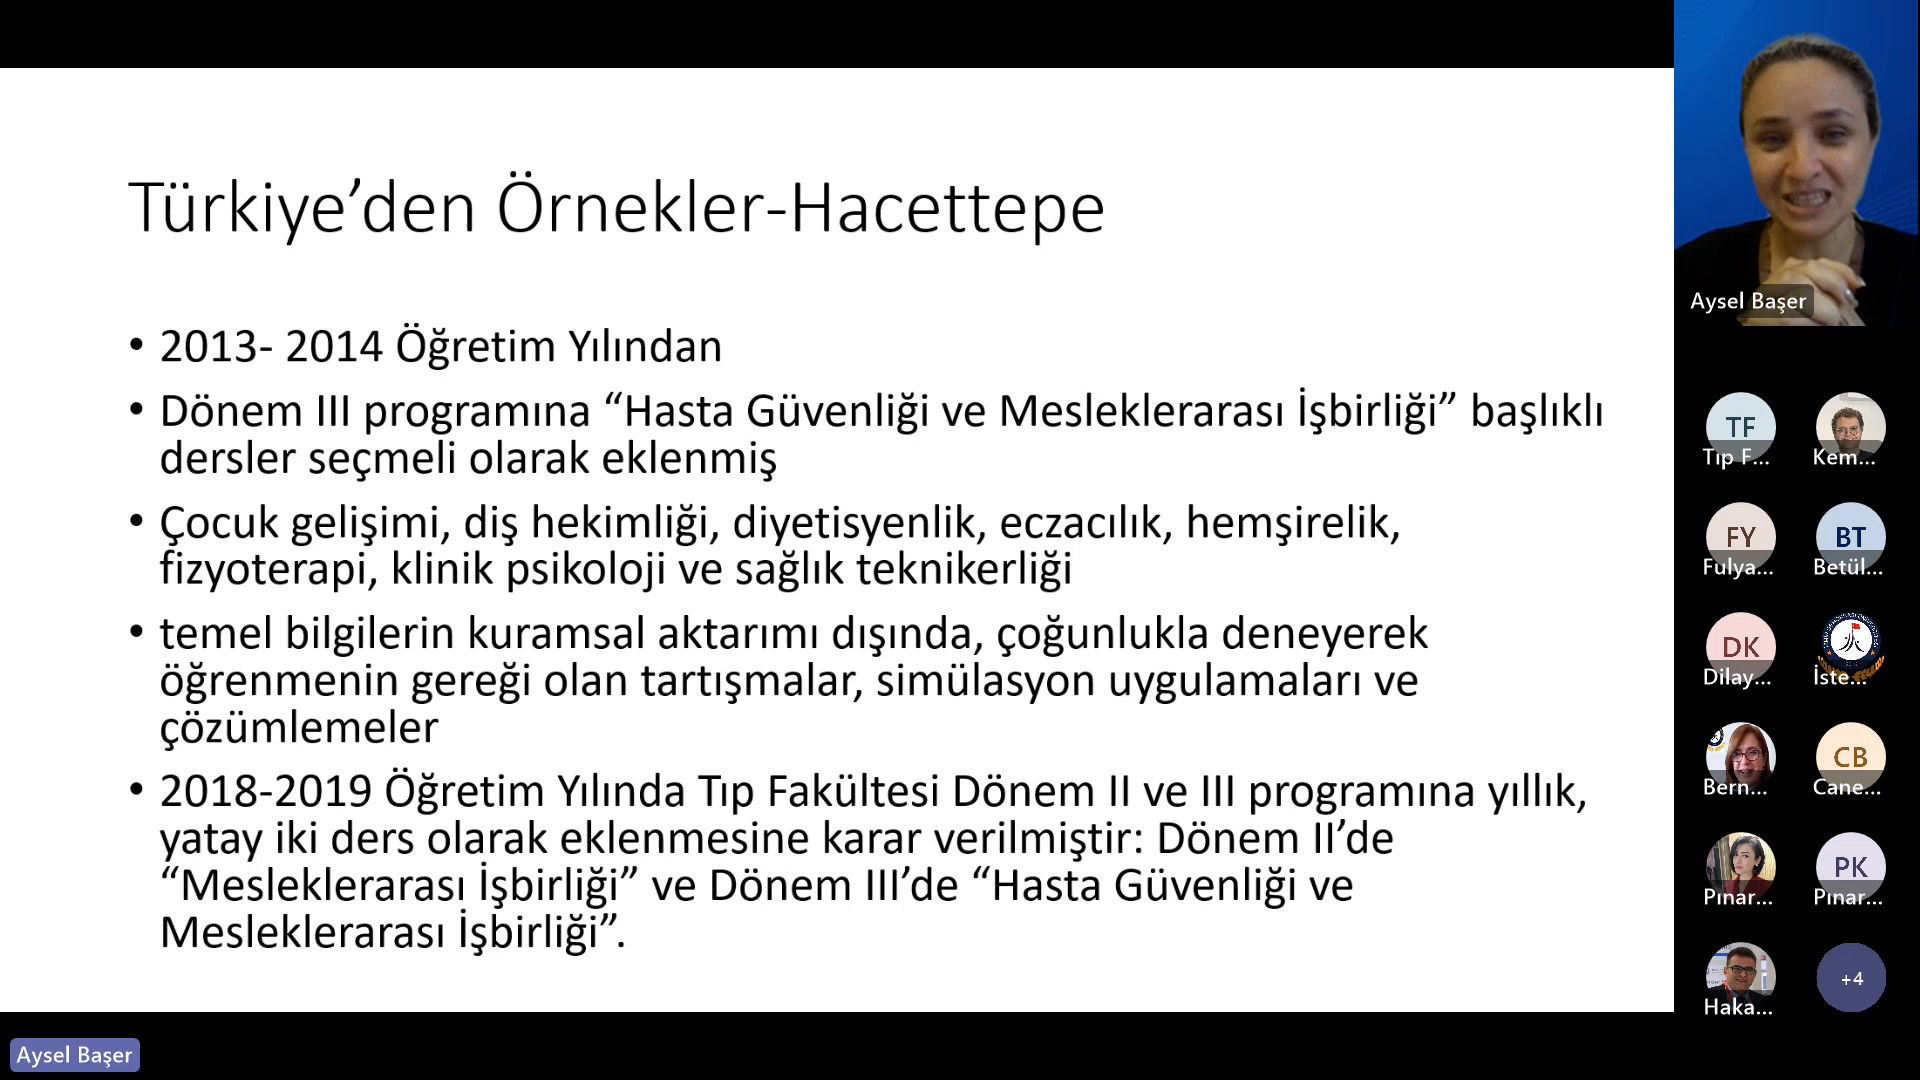 Türkiye’den Örnekler-Hacettepe
• 2013- 2014 Öğretim Yılından
• Dönem III programına “Hasta Güvenliği ve Mesleklerarası İşbirliği” başlıklı
dersler seçmeli olarak eklenmiş
• Çocuk gelişimi, diş hekimliği, diyetisyenlik, eczacılık, hemşirelik,
fizyoterapi, klinik psikoloji ve sağlık teknikerliği
• temel bilgilerin kuramsal aktarımı dışında, çoğunlukla deneyerek
öğrenmenin gereği olan tartışmalar, simülasyon uygulamaları ve
çözümlemeler
• 2018-2019 Öğretim Yılında Tıp Fakültesi Dönem II ve III programına yıllık,
yatay iki ders olarak eklenmesine karar verilmiştir: Dönem II’de
“Mesleklerarası İşbirliği” ve Dönem III’de “Hasta Güvenliği ve
Mesleklerarası İşbirliği”.
Aysel Başer
Aysel Başer
TF
Tıp F...
Kem...
FY
Fulya...
BT
Betül...
DK
Dilay...
İste...
Bern...
CB
Cane...
Pınar...
PK
Pınar...
Haka...
+4